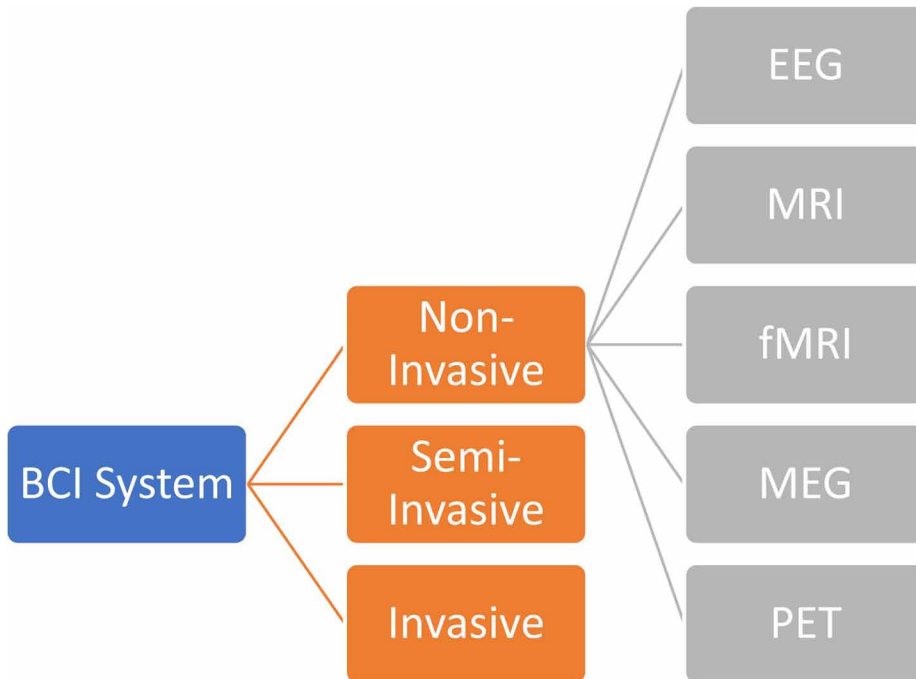 BCI System
Non-
Invasive
Semi-
Invasive
Invasive
EEG
MRI
fMRI
MEG
PET